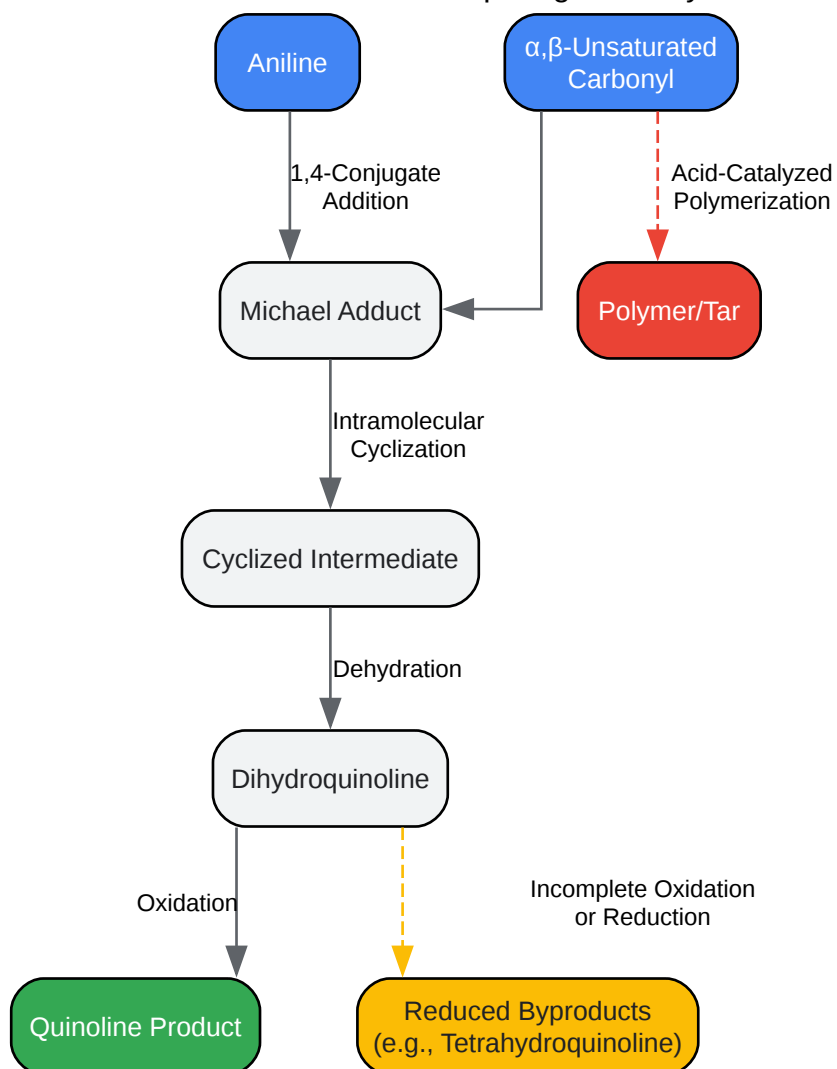 Aniline
α,β-Unsaturated
Carbonyl
1,4-Conjugate
Addition
Acid-Catalyzed
Polymerization
Michael Adduct
Polymer/Tar
Intramolecular
Cyclization
Cyclized Intermediate
Dehydration
Dihydroquinoline
Oxidation
Incomplete Oxidation
or Reduction
Quinoline Product
Reduced Byproducts
(e.g., Tetrahydroquinoline)